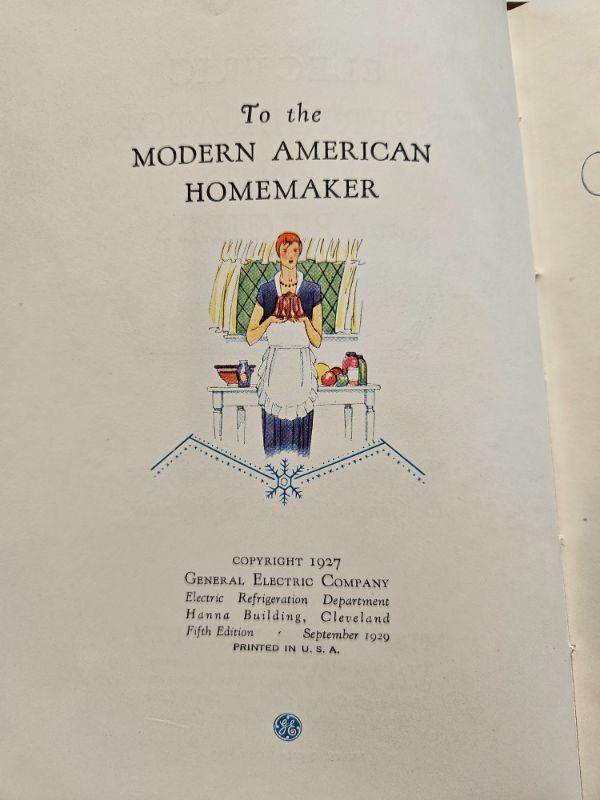 To the
MODERN AMERICAN
HOMEMAKER
COPYRIGHT 1927
GENERAL ELECTRIC COMPANY
Electric Refrigeration Department
Hanna Building, Cleveland
Fifth Edition · September 1929
PRINTED IN U. S. A.
GE